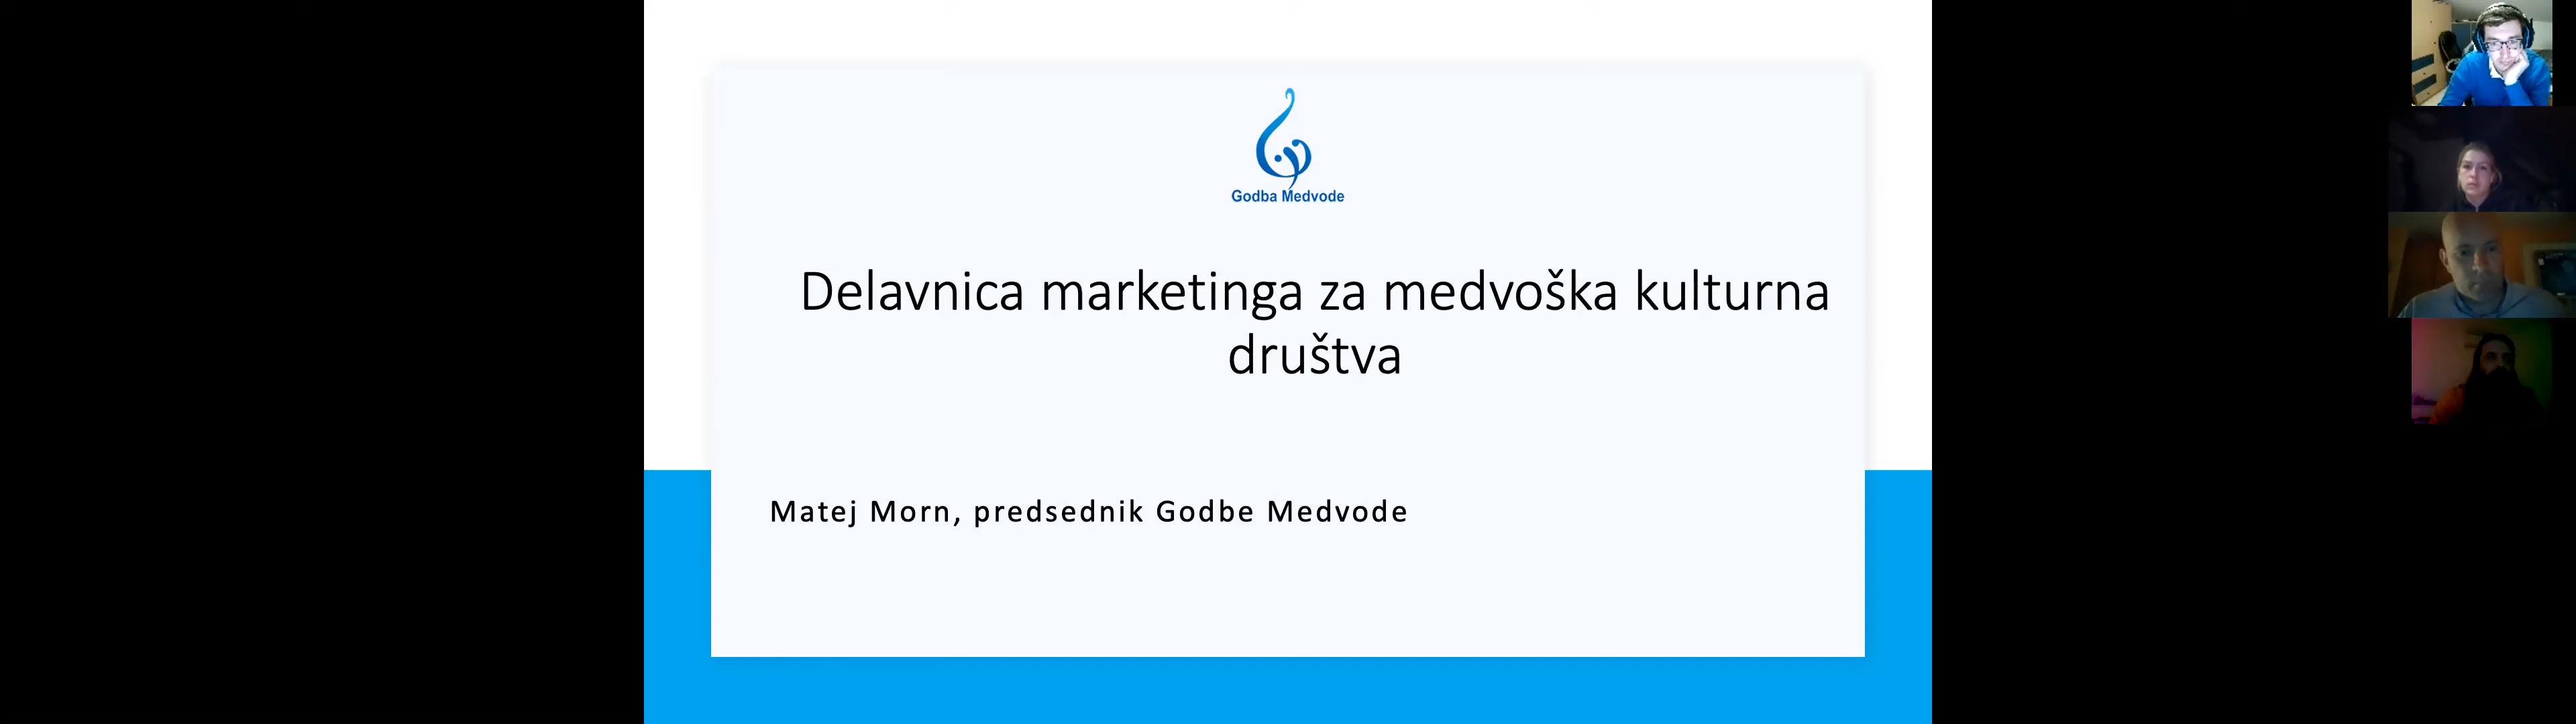 Godba Medvode
Delavnica marketinga za medvoška kulturna
društva
Matej Morn, predsednik Godbe Medvode